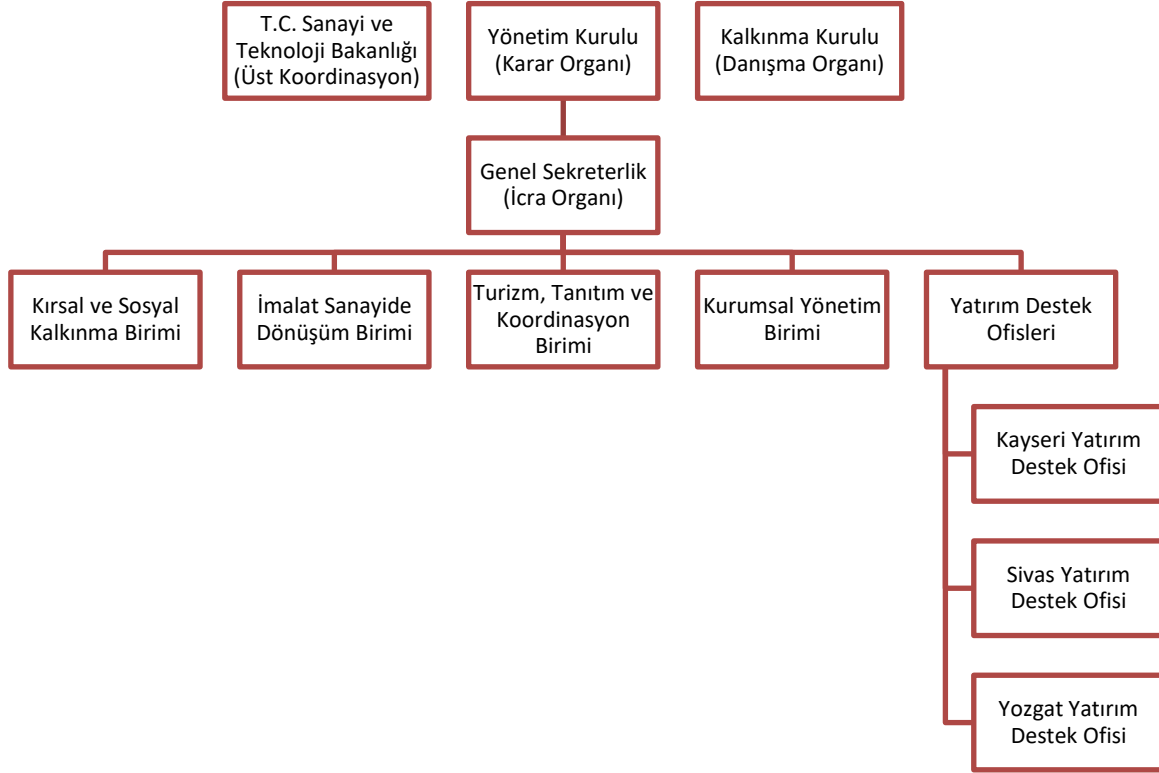 T.C. Sanayi ve
Teknoloji Bakanlığı
(Üst Koordinasyon)
Yönetim Kurulu
(Karar Organı)
Kalkınma Kurulu
(Danışma Organı)
Genel Sekreterlik
(İcra Organı)
Kırsal ve Sosyal
Kalkınma Birimi
İmalat Sanayide
Dönüşüm Birimi
Turizm, Tanıtım ve
Koordinasyon
Birimi
Kurumsal Yönetim
Birimi
Yatırım Destek
Ofisleri
Kayseri Yatırım
Destek Ofisi
Sivas Yatırım
Destek Ofisi
Yozgat Yatırım
Destek Ofisi